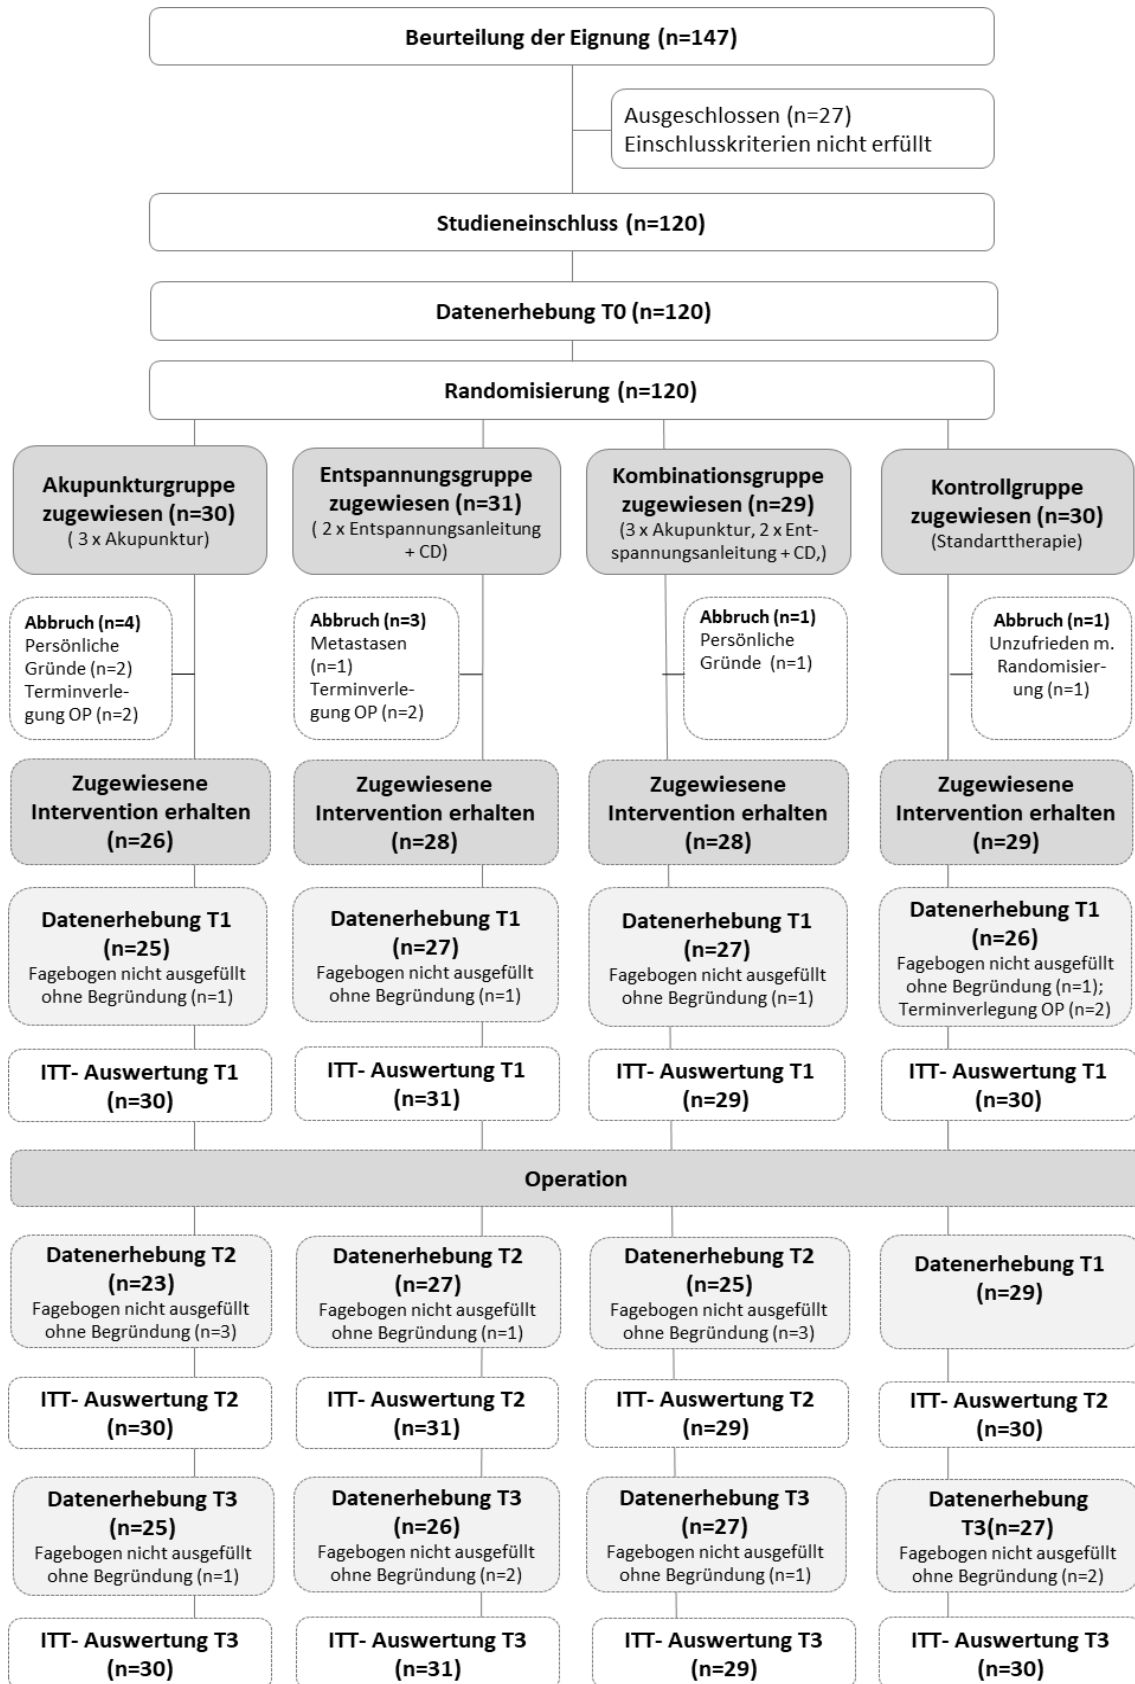 Beurteilung der Eignung (n=147)
Ausgeschlossen (n=27)
Einschlusskriterien nicht erfüllt
Studieneinschluss (n=120)
Datenerhebung T0 (n=120)
Randomisierung (n=120)
Akupunkturgruppe
zugewiesen (n=30)
( 3 x Akupunktur)
Entspannungsgruppe
zugewiesen (n=31)
( 2 x Entspannungsanleitung
+ CD)
Kombinationsgruppe
zugewiesen (n=29)
(3 x Akupunktur, 2 x Ent-
spannungsanleitung + CD,)
Kontrollgruppe
zugewiesen (n=30)
(Standarttherapie)
Abbruch (n=4)
Persönliche
Gründe (n=2)
Terminverle-
gung OP (n=2)
Abbruch (n=3)
Metastasen
(n=1)
Terminverle-
gung OP (n=2)
Abbruch (n=1)
Persönliche
Gründe (n=1)
Abbruch (n=1)
Unzufrieden m.
Randomisier-
ung (n=1)
Zugewiesene
Intervention erhalten
(n=26)
Zugewiesene
Intervention erhalten
(n=28)
Zugewiesene
Intervention erhalten
(n=28)
Zugewiesene
Intervention erhalten
(n=29)
Datenerhebung T1
(n=25)
Fagebogen nicht ausgefüllt
ohne Begründung (n=1)
Datenerhebung T1
(n=27)
Fagebogen nicht ausgefüllt
ohne Begründung (n=1)
Datenerhebung T1
(n=27)
Fagebogen nicht ausgefüllt
ohne Begründung (n=1)
Datenerhebung T1
(n=26)
Fagebogen nicht ausgefüllt
ohne Begründung (n=1);
Terminverlegung OP (n=2)
ITT- Auswertung T1
(n=30)
ITT- Auswertung T1
(n=31)
ITT- Auswertung T1
(n=29)
ITT- Auswertung T1
(n=30)
Operation
Datenerhebung T2
(n=23)
Fagebogen nicht ausgefüllt
ohne Begründung (n=3)
Datenerhebung T2
(n=27)
Fagebogen nicht ausgefüllt
ohne Begründung (n=1)
Datenerhebung T2
(n=25)
Fagebogen nicht ausgefüllt
ohne Begründung (n=3)
Datenerhebung T1
(n=29)
ITT- Auswertung T2
(n=30)
ITT- Auswertung T2
(n=31)
ITT- Auswertung T2
(n=29)
ITT- Auswertung T2
(n=30)
Datenerhebung T3
(n=25)
Fagebogen nicht ausgefüllt
ohne Begründung (n=1)
Datenerhebung T3
(n=26)
Fagebogen nicht ausgefüllt
ohne Begründung (n=2)
Datenerhebung T3
(n=27)
Fagebogen nicht ausgefüllt
ohne Begründung (n=1)
Datenerhebung
T3(n=27)
Fagebogen nicht ausgefüllt
ohne Begründung (n=2)
ITT- Auswertung T3
(n=30)
ITT- Auswertung T3
(n=31)
ITT- Auswertung T3
(n=29)
ITT- Auswertung T3
(n=30)